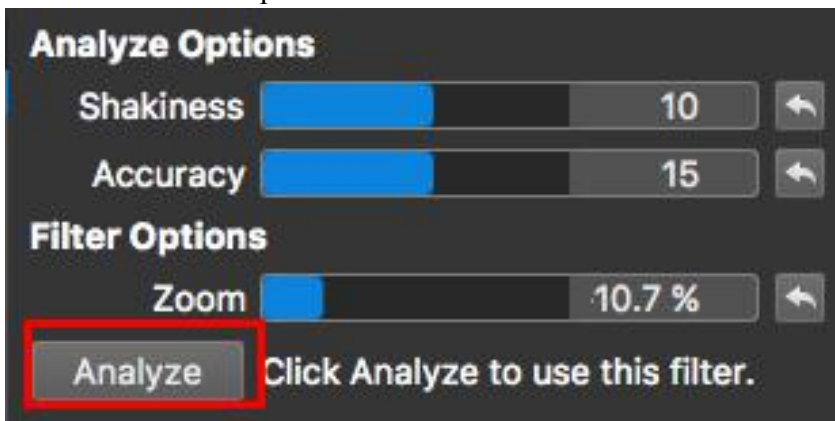 Analyze Options
Shakiness 10
Accuracy 15
Filter Options
Zoom -10.7 %
Analyze Click Analyze to use this filter.